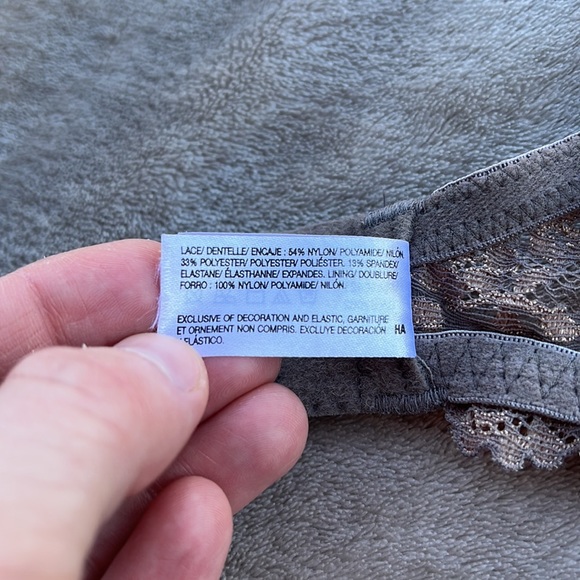 LACE/ DENTELLE/ ENCAJE : 54% NYLON/ POLYAMIDE/ NILÓN
33% POLYESTER/ POLYESTER/ POLIÉSTER. 13% SPANDEX/
ELASTANE/ ÉLASTHANNE/ EXPANDES. LINING/ DOUBLURE/
FORRO : 100% NYLON/ POLYAMIDE/ NILÓN.
EXCLUSIVE OF DECORATION AND ELASTIC, GARNITURE
ET ORNEMENT NON COMPRIS. EXCLUYE DECORACIÓN HA
ELÁSTICO.